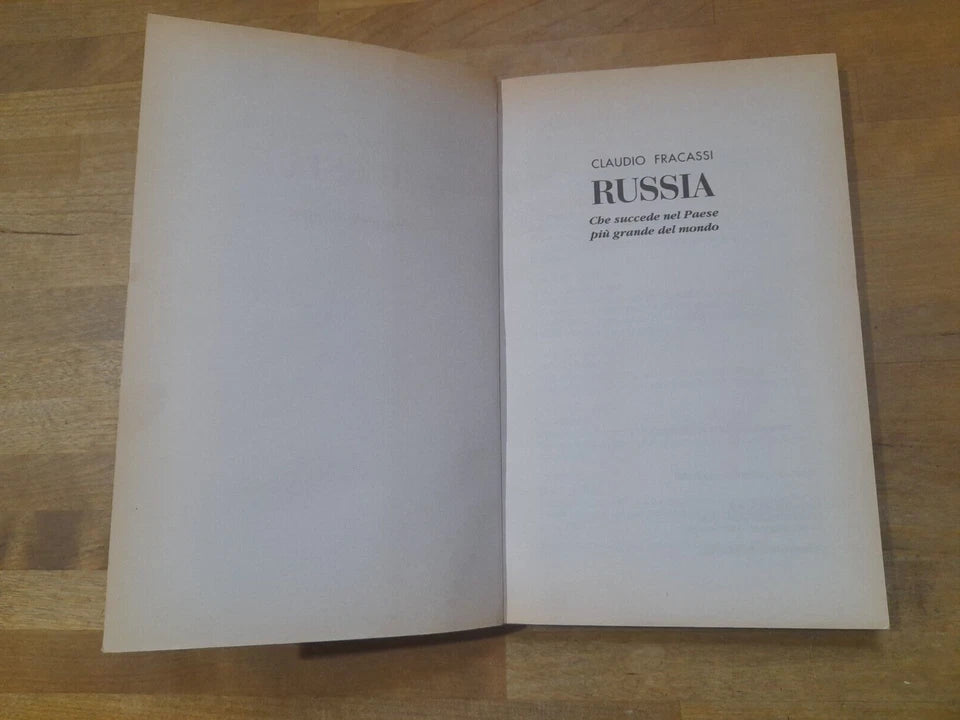 CLAUDIO FRACASSI
RUSSIA
Che succede nel Paese
più grande del mondo